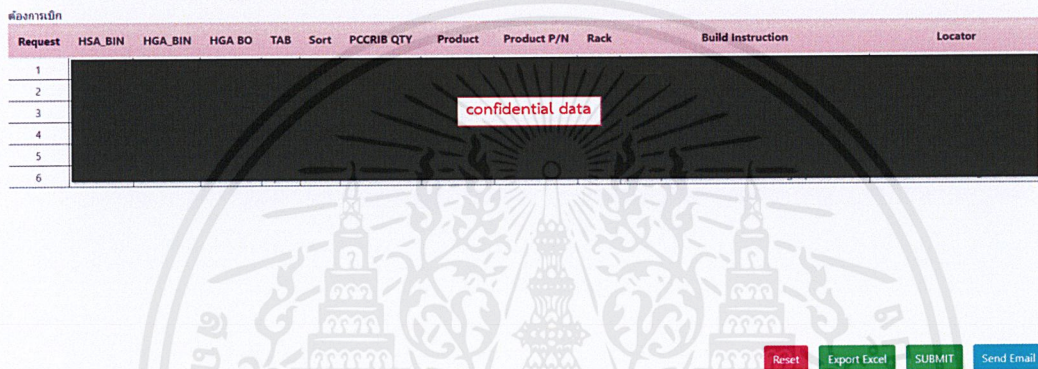 ต้องการเบิก
Request HSA_BIN HGA_BIN HGA BO TAB Sort PCCRIB QTY Product Product P/N Rack Build Instruction Locator
1
2
3
confidential data
4
5
6
Reset Export Excel SUBMIT Send Email